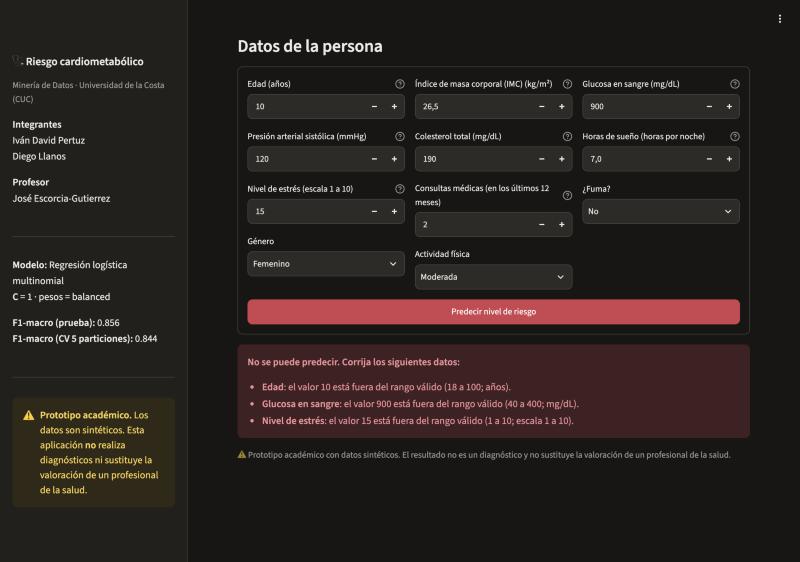 Riesgo cardiometabólico
Minería de Datos · Universidad de la Costa
(CUC)
Integrantes
Iván David Pertuz
Diego Llanos
Profesor
José Escorcia-Gutierrez
Modelo: Regresión logística
multinomial
C = 1 · pesos = balanced
F1-macro (prueba): 0.856
F1-macro (CV 5 particiones): 0.844
Prototipo académico. Los
datos son sintéticos. Esta
aplicación no realiza
diagnósticos ni sustituye la
valoración de un profesional
de la salud.
Datos de la persona
Edad (años)
10
Índice de masa corporal (IMC) (kg/m²)
26,5
Glucosa en sangre (mg/dL)
900
Presión arterial sistólica (mmHg)
120
Colesterol total (mg/dL)
190
Horas de sueño (horas por noche)
7,0
Nivel de estrés (escala 1 a 10)
15
Consultas médicas (en los últimos 12
meses)
2
¿Fuma?
No
Género
Femenino
Actividad física
Moderada
Predecir nivel de riesgo
No se puede predecir. Corrija los siguientes datos:
• Edad: el valor 10 está fuera del rango válido (18 a 100; años).
• Glucosa en sangre: el valor 900 está fuera del rango válido (40 a 400; mg/dL).
• Nivel de estrés: el valor 15 está fuera del rango válido (1 a 10; escala 1 a 10).
Prototipo académico con datos sintéticos. El resultado no es un diagnóstico y no sustituye la valoración de un profesional de la salud.